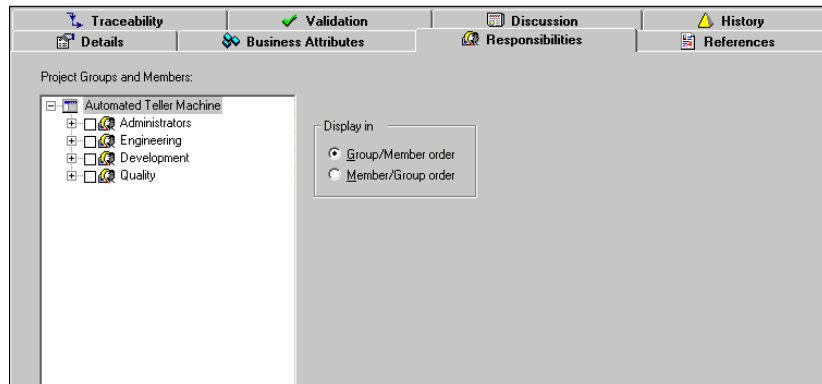 Traceability Validation Discussion History
Details Business Attributes Responsibilities References
Project Groups and Members:
Automated Teller Machine
Administrators
Engineering
Development
Quality
Display in
Group/Member order
Member/Group order